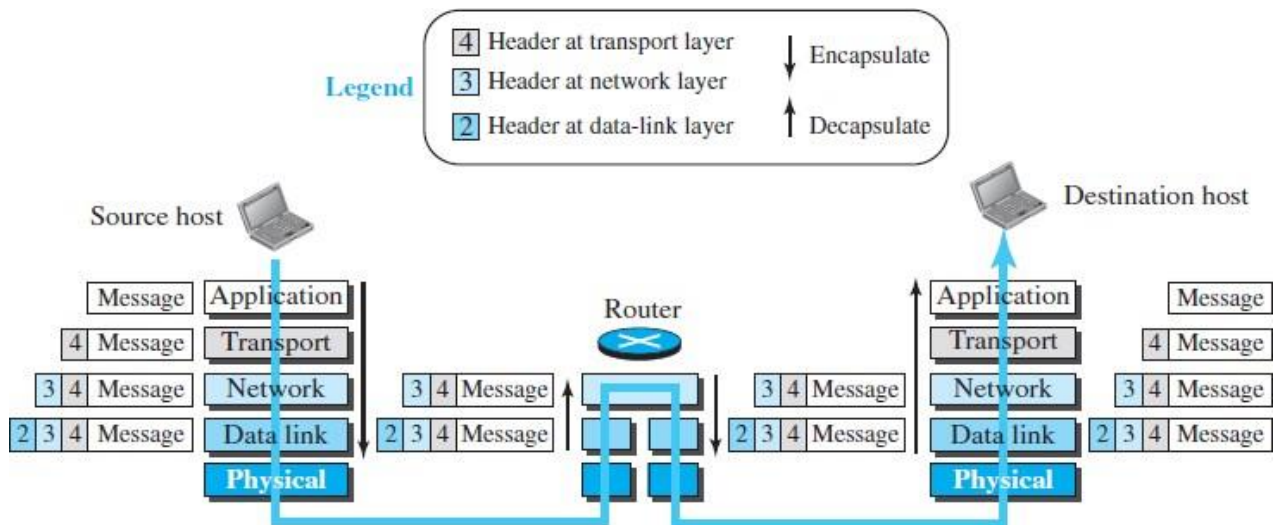 4 Header at transport layer
Encapsulate
Legend
3 Header at network layer
2 Header at data-link layer
Decapsulate
Source host
Destination host
Message Application
Router
Application Message
4 Message Transport
Transport 4 Message
3 4 Message Network
3 4 Message
3 4 Message
Network 3 4 Message
2 3 4 Message Data link
2 3 4 Message
2 3 4 Message
Data link 2 3 4 Message
Physical
Physical